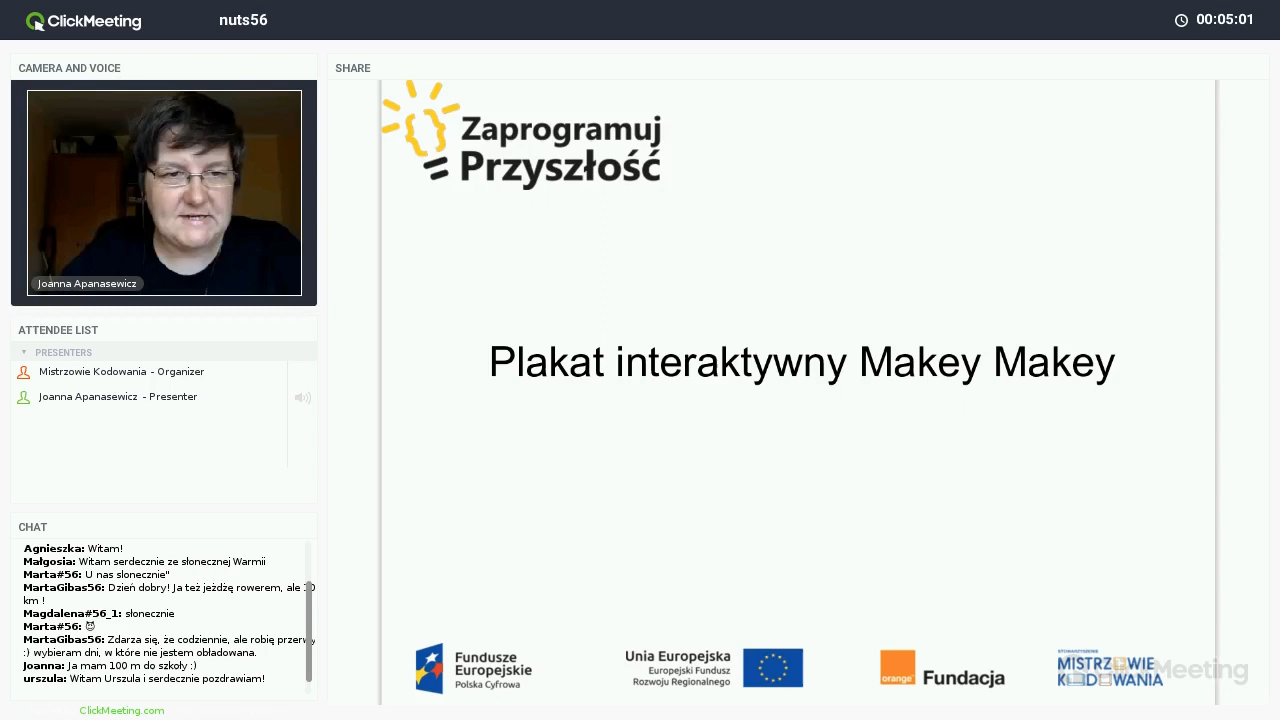 ClickMeeting
nuts56
00:05:01
CAMERA AND VOICE
Joanna Apanasewicz
ATTENDEE LIST
PRESENTERS
Mistrzowie Kodowania - Organizer
Joanna Apanasewicz - Presenter
CHAT
Agnieszka: Witam!
Małgosia: Witam serdecznie ze słonecznej Warmii
Marta#56: U nas slonecznie"
MartaGibas56: Dzień dobry! Ja też jeżdżę rowerem, ale 10
km !
Magdalena#56_1: słonecznie
Marta#56: 😈
MartaGibas56: Zdarza się, że codziennie, ale robię przerwy
:) wybieram dni, w które nie jestem obładowana.
Joanna: Ja mam 100 m do szkoły :)
urszula: Witam Urszula i serdecznie pozdrawiam!
ClickMeeting.com
SHARE
Zaprogramuj
Przyszłość
Plakat interaktywny Makey Makey
Fundusze
Europejskie
Polska Cyfrowa
Unia Europejska
Europejski Fundusz
Rozwoju Regionalnego
orange
Fundacja
STOWARZYSZENIE
MISTRZOWIE
KODOWANIA
ClickMeeting